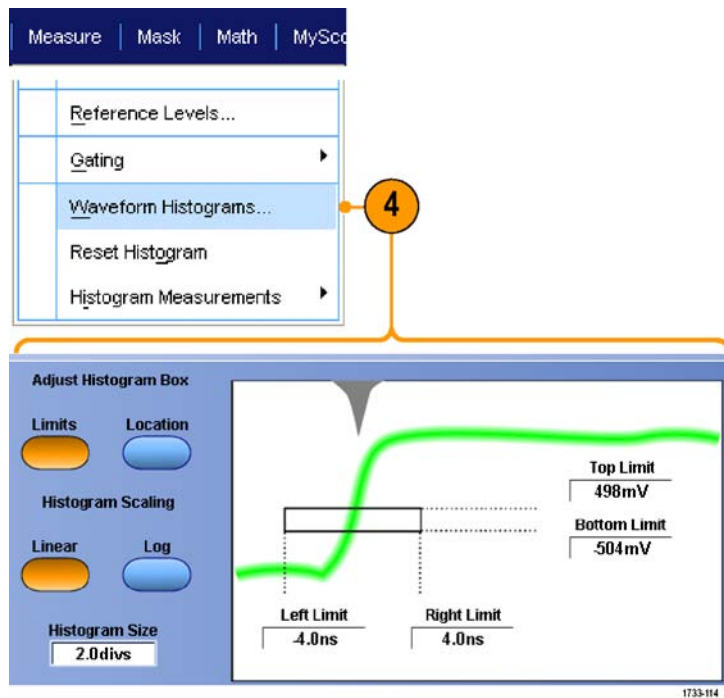 Measure Mask Math MySco
Reference Levels...
Gating
Waveform Histograms...
4
Reset Histogram
Histogram Measurements
Adjust Histogram Box
Limits Location
Histogram Scaling
Linear Log
Histogram Size
2.0divs
Top Limit
498mV
Bottom Limit
-504mV
Left Limit Right Limit
-4.0ns 4.0ns
1733-114